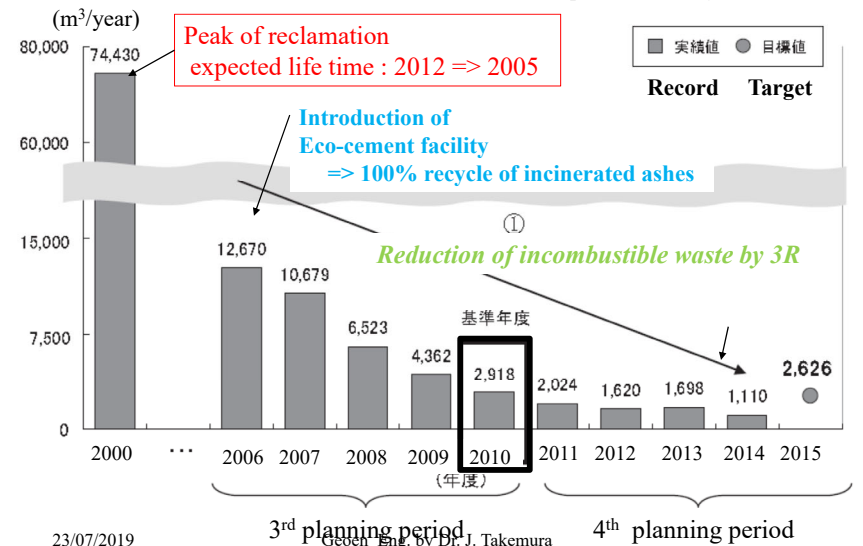 (m³/year)
80,000
74,430
Peak of reclamation
expected life time : 2012 => 2005
実績値 目標値
Record Target
Introduction of
Eco-cement facility
=> 100% recycle of incinerated ashes
60,000
①
15,000
12,670
Reduction of incombustible waste by 3R
10,679
基準年度
7,500
6,523
4,362
2,918
2,024
1,620
1,698
1,110
2,626
0
2000 ··· 2006 2007 2008 2009 2010 2011 2012 2013 2014 2015
(年度)
3rd planning period 4th planning period
23/07/2019 Geoen Eng. by Dr. J. Takemura